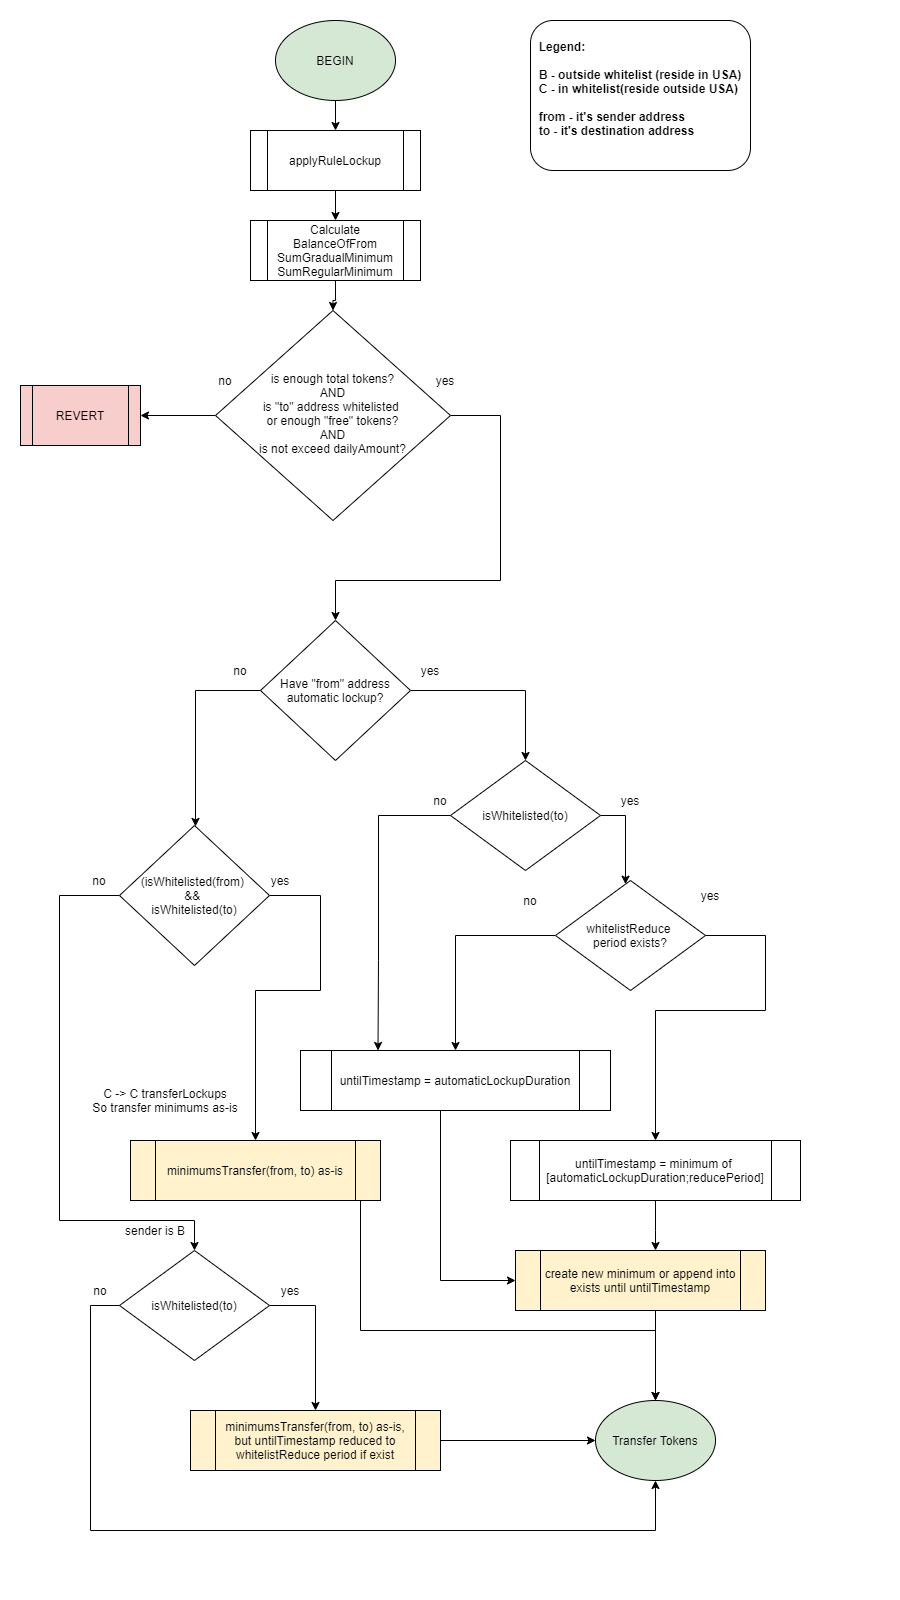 BEGIN
Legend:
B - outside whitelist (reside in USA)
C - in whitelist(reside outside USA)
from - it's sender address
to - it's destination address
applyRuleLockup
Calculate
BalanceOfFrom
SumGradualMinimum
SumRegularMinimum
no
is enough total tokens?
AND
is "to" address whitelisted
or enough "free" tokens?
AND
is not exceed dailyAmount?
yes
REVERT
no
Have "from" address
automatic lockup?
yes
no
isWhitelisted(to)
yes
no
(isWhitelisted(from)
&&
isWhitelisted(to)
yes
no
whitelistReduce
period exists?
yes
untilTimestamp = automaticLockupDuration
C -> C transferLockups
So transfer minimums as-is
minimumsTransfer(from, to) as-is
untilTimestamp = minimum of
[automaticLockupDuration;reducePeriod]
sender is B
create new minimum or append into
exists until untilTimestamp
no
isWhitelisted(to)
yes
minimumsTransfer(from, to) as-is,
but untilTimestamp reduced to
whitelistReduce period if exist
Transfer Tokens